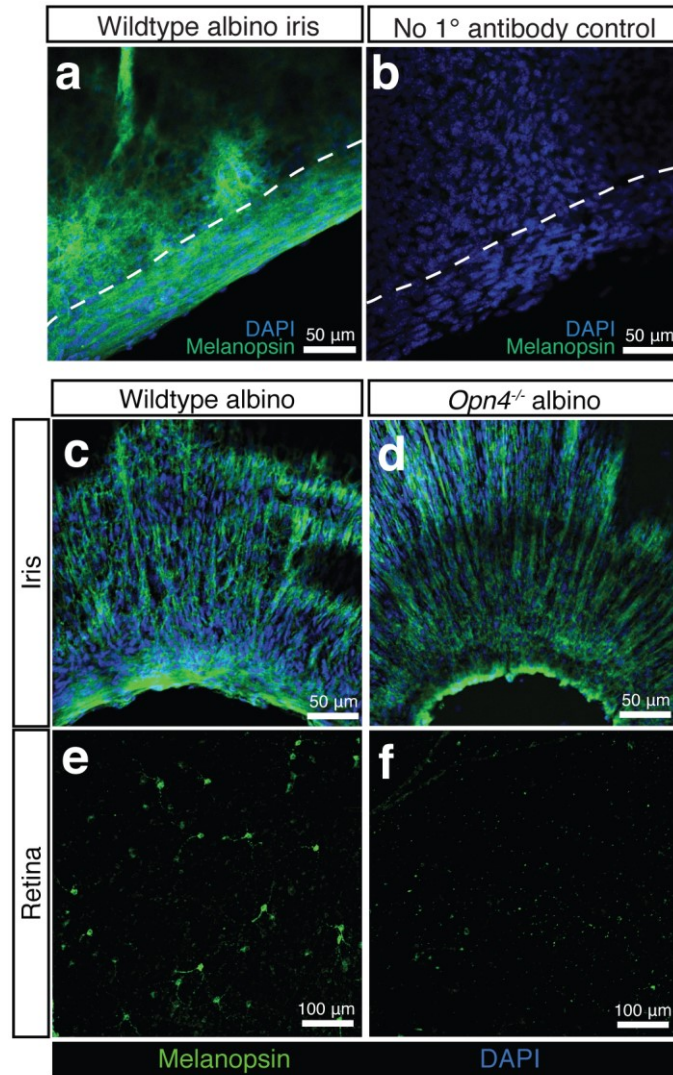 Wildtype albino iris
No 1° antibody control
a
b
DAPI
Melanopsin
50 µm
DAPI
Melanopsin
50 µm
Wildtype albino
Opn4-/- albino
Iris
c
d
50 µm
50 µm
Retina
e
f
100 µm
100 µm
Melanopsin
DAPI